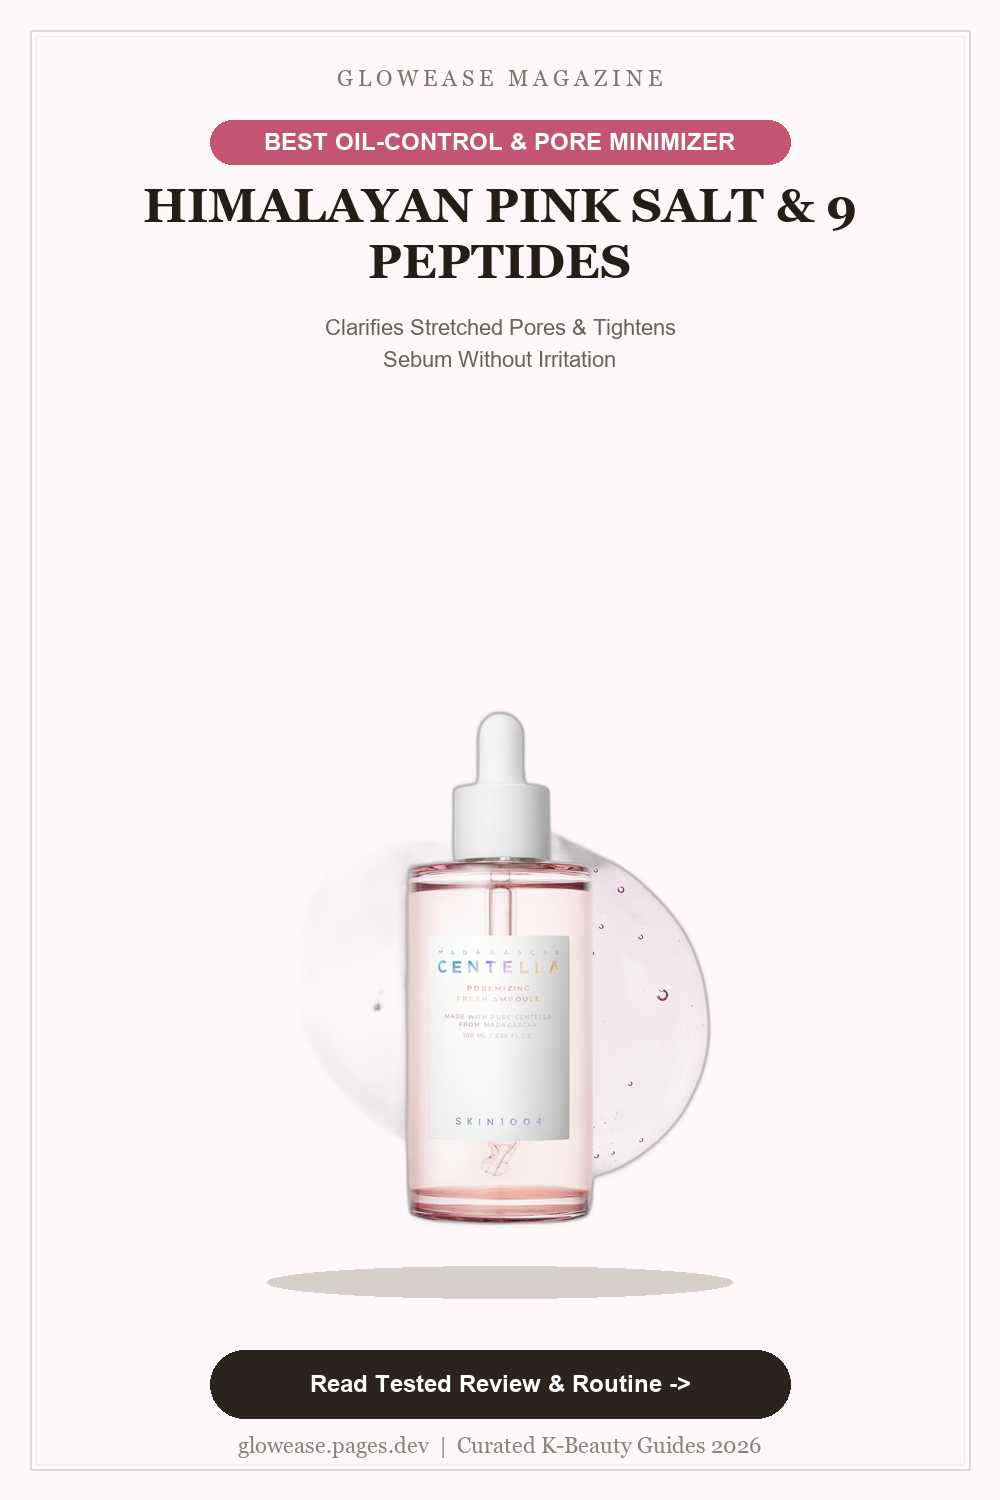 GLOWEASE MAGAZINE
BEST OIL-CONTROL & PORE MINIMIZER
HIMALAYAN PINK SALT & 9
PEPTIDES
Clarifies Stretched Pores & Tightens
Sebum Without Irritation
MADAGASCAR
CENTELLA
POREMIZING
FRESH AMPOULE
MADE WITH PURE CENTELLA
FROM MADAGASCAR
100 ML / 3.38 FL.OZ
SKIN1004
Read Tested Review & Routine ->
glowease.pages.dev | Curated K-Beauty Guides 2026